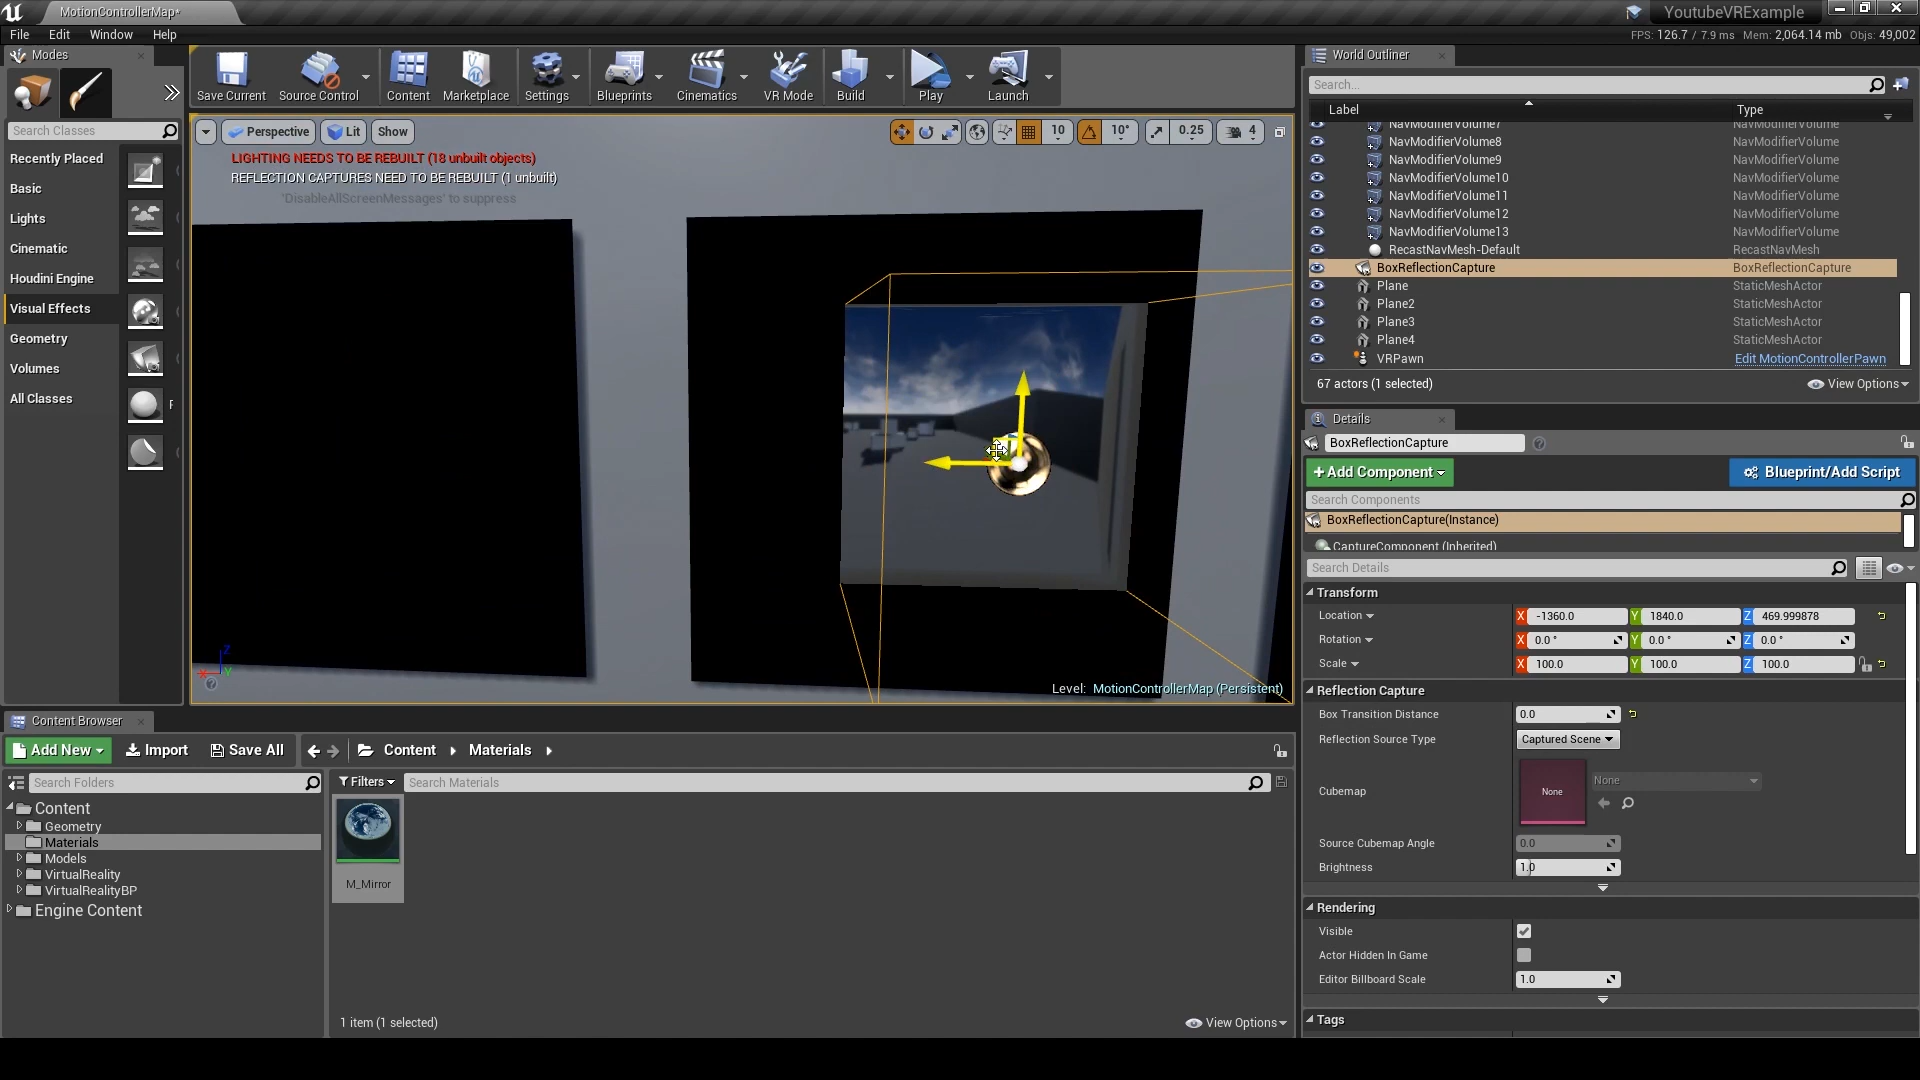 MotionControllerMap*
YoutubeVRExample
File Edit Window Help
FPS: 126.7 / 7.9 ms Mem: 2,064.14 mb Objs: 49,002
Modes
Search Classes
Recently Placed
Basic
Lights
Cinematic
Houdini Engine
Visual Effects
Geometry
Volumes
All Classes
Save Current
Source Control
Content
Marketplace
Settings
Blueprints
Cinematics
VR Mode
Build
Play
Launch
Perspective Lit Show
10 10° 0.25 4
LIGHTING NEEDS TO BE REBUILT (18 unbuilt objects)
REFLECTION CAPTURES NEED TO BE REBUILT (1 unbuilt)
'DisableAllScreenMessages' to suppress
Z
X Y
Level: MotionControllerMap (Persistent)
World Outliner
Search...
Label Type
NavModifierVolume7 NavModifierVolume
NavModifierVolume8 NavModifierVolume
NavModifierVolume9 NavModifierVolume
NavModifierVolume10 NavModifierVolume
NavModifierVolume11 NavModifierVolume
NavModifierVolume12 NavModifierVolume
NavModifierVolume13 NavModifierVolume
RecastNavMesh-Default RecastNavMesh
BoxReflectionCapture BoxReflectionCapture
Plane StaticMeshActor
Plane2 StaticMeshActor
Plane3 StaticMeshActor
Plane4 StaticMeshActor
VRPawn Edit MotionControllerPawn
67 actors (1 selected) View Options
Details
BoxReflectionCapture
+Add Component Blueprint/Add Script
Search Components
BoxReflectionCapture(Instance)
CaptureComponent (Inherited)
Search Details
Transform
Location X -1360.0 Y 1840.0 Z 469.999878
Rotation X 0.0 ° Y 0.0 ° Z 0.0 °
Scale X 100.0 Y 100.0 Z 100.0
Reflection Capture
Box Transition Distance 0.0
Reflection Source Type Captured Scene
Cubemap None None
Source Cubemap Angle 0.0
Brightness 1.0
Rendering
Visible
Actor Hidden In Game
Editor Billboard Scale 1.0
Tags
Content Browser
Add New Import Save All Content Materials
Search Folders
Content
Geometry
Materials
Models
VirtualReality
VirtualRealityBP
Engine Content
Filters Search Materials
M_Mirror
1 item (1 selected) View Options